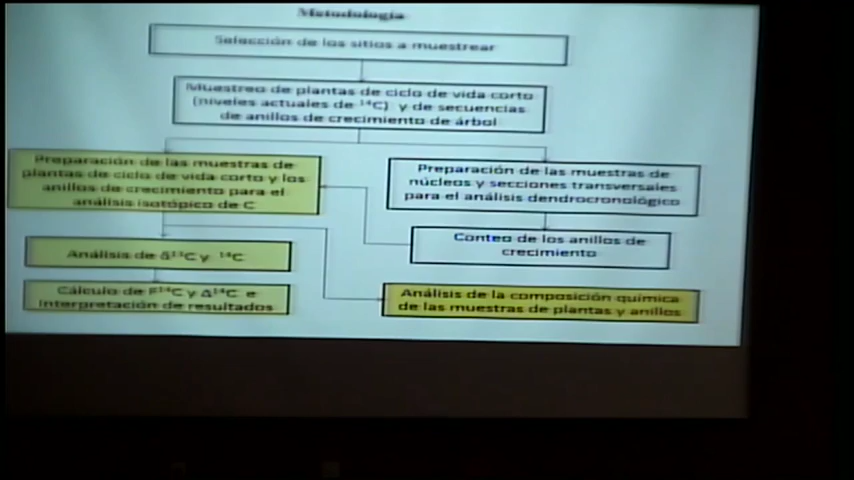 Metodología
Selección de los sitios a muestrear
Muestreo de plantas de ciclo de vida corto
(niveles actuales de ¹⁴C) y de secuencias
de anillos de crecimiento de árbol
Preparación de las muestras de
plantas de ciclo de vida corto y los
anillos de crecimiento para el
análisis isotópico de C
Preparación de las muestras de
núcleos y secciones transversales
para el análisis dendrocronológico
Conteo de los anillos de
crecimiento
Análisis de δ¹³C y ¹⁴C
Cálculo de F¹⁴C y Δ¹⁴C e
interpretación de resultados
Análisis de la composición química
de las muestras de plantas y anillos